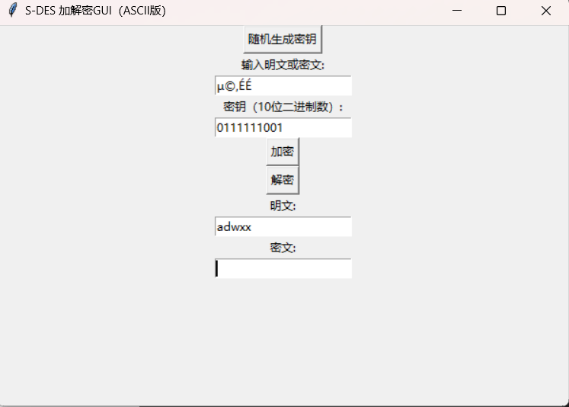 S-DES 加解密GUI（ASCII版）
随机生成密钥
输入明文或密文:
µ©‚ÉÉ
密钥（10位二进制数）:
0111111001
加密
解密
明文:
adwxx
密文: